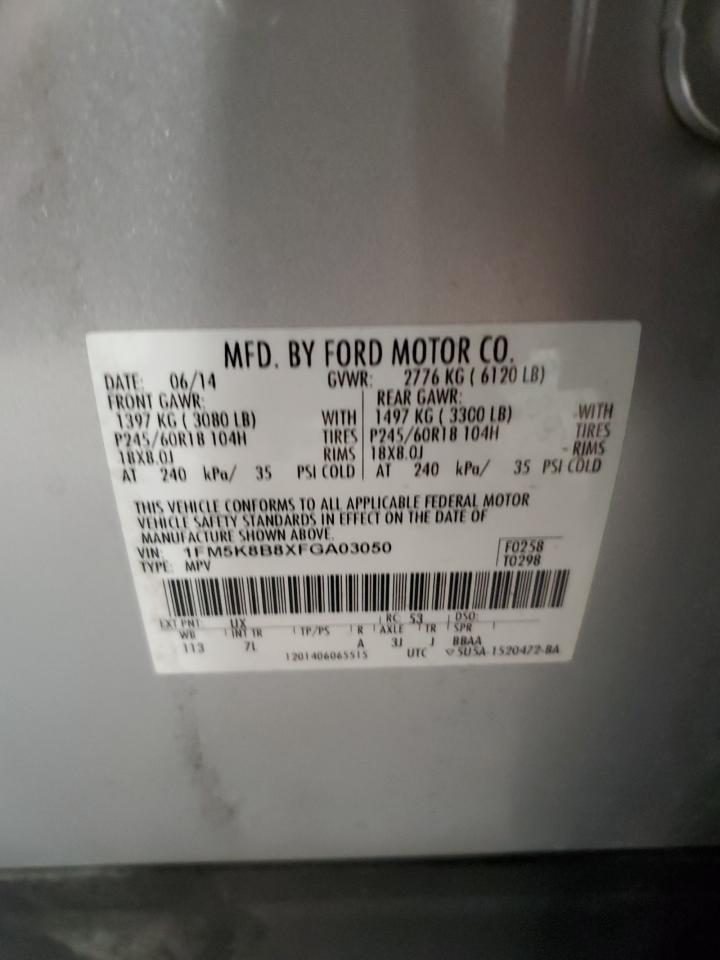 MFD. BY FORD MOTOR CO.
DATE: 06/14 GVWR: 2776 KG ( 6120 LB)
FRONT GAWR: REAR GAWR:
1397 KG ( 3080 LB) WITH 1497 KG ( 3300 LB) WITH
P245/60R18 104H TIRES P245/60R18 104H TIRES
18X8.0J RIMS 18X8.0J RIMS
AT 240 kPa/ 35 PSI COLD AT 240 kPa/ 35 PSI COLD
THIS VEHICLE CONFORMS TO ALL APPLICABLE FEDERAL MOTOR
VEHICLE SAFETY STANDARDS IN EFFECT ON THE DATE OF
MANUFACTURE SHOWN ABOVE.
VIN: 1FM5K8B8XFGA03050 F0258
TYPE: MPV T0298
EXT PNT: UX RC: 53 DSO:
WB INT TR TP/PS R AXLE TR SPR
113 7L A 3J J BBAA
1201406065515 UTC ▽5U5A-1520472-BA